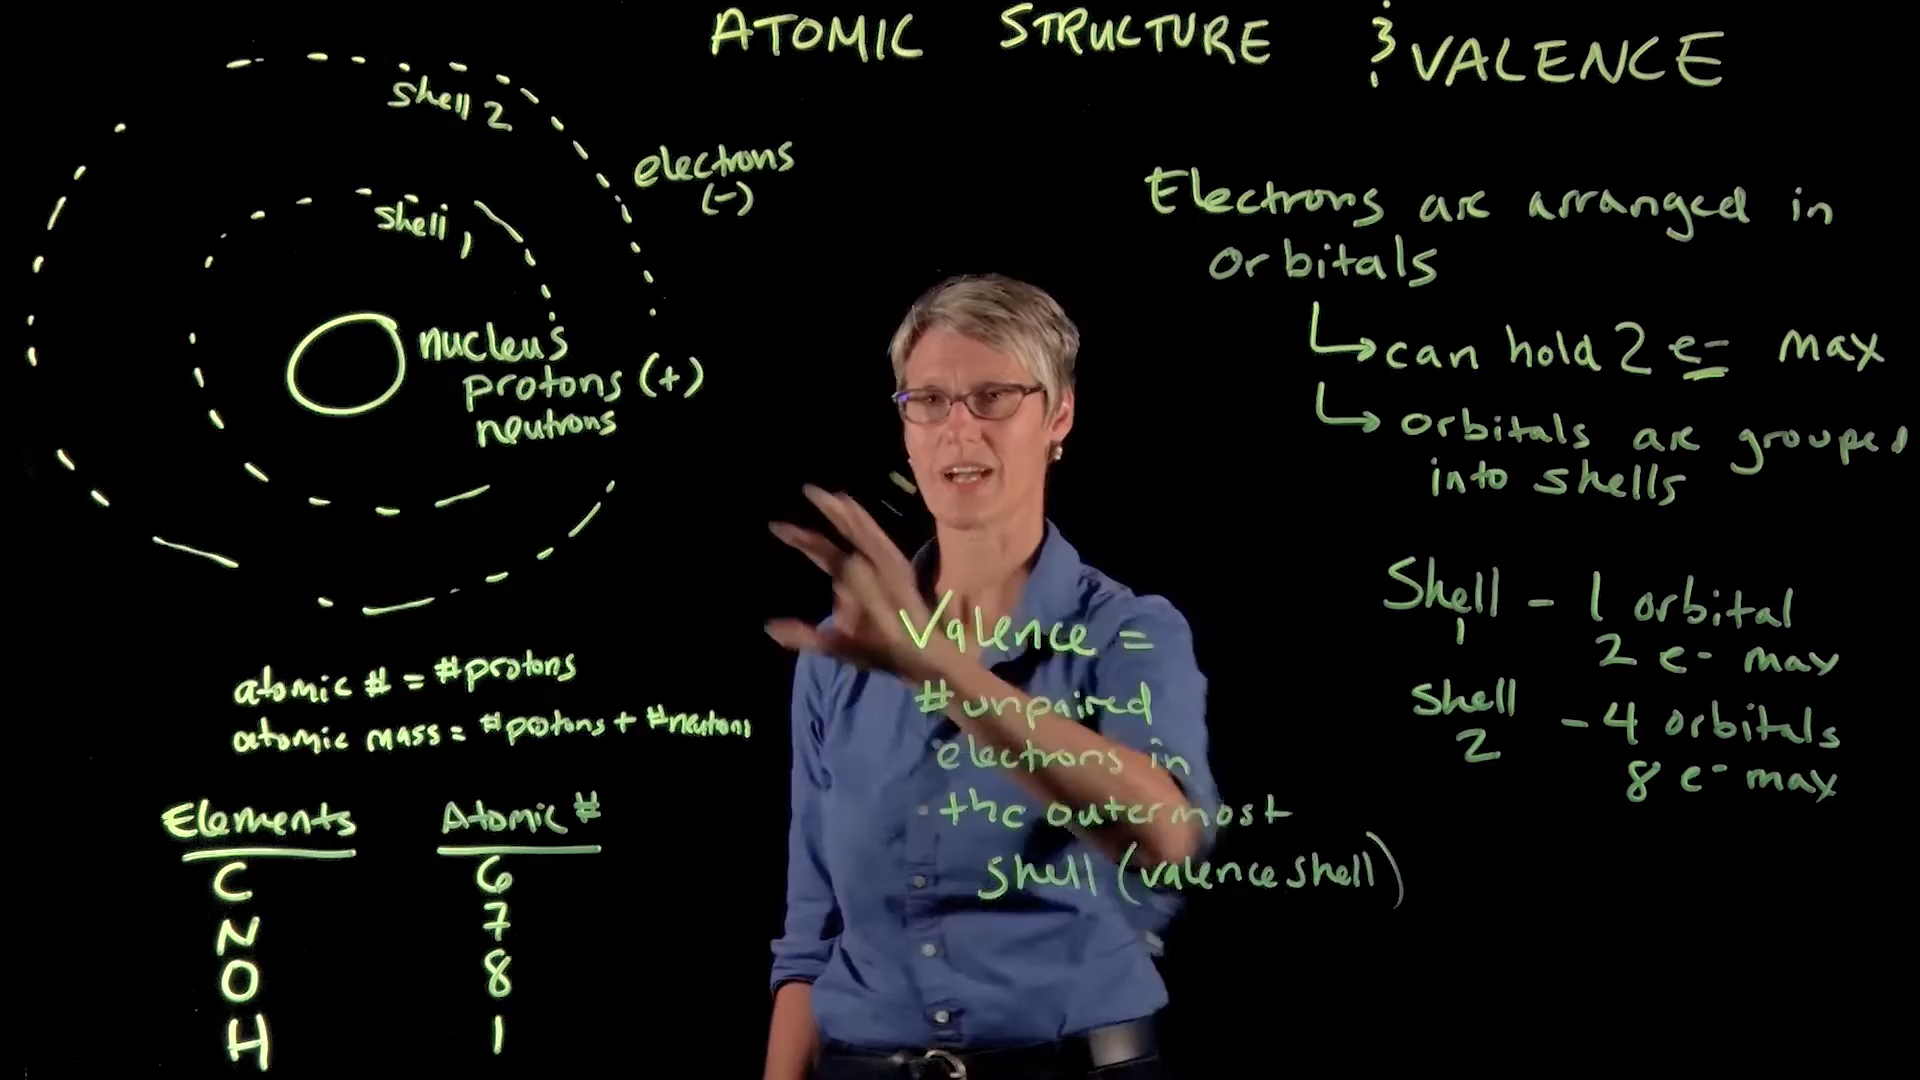 ATOMIC STRUCTURE & VALENCE
shell 2
electrons
(-)
shell 1
nucleus
protons (+)
neutrons
atomic # = #protons
atomic mass = #protons + #neutrons
Elements Atomic #
C 6
N 7
O 8
H 1
Valence =
# unpaired
electrons in
the outermost
shell (valence shell)
Electrons are arranged in
orbitals
↳ can hold 2 e- max
↳ orbitals are grouped
into shells
Shell 1 - 1 orbital
2 e- max
shell 2 - 4 orbitals
8 e- max